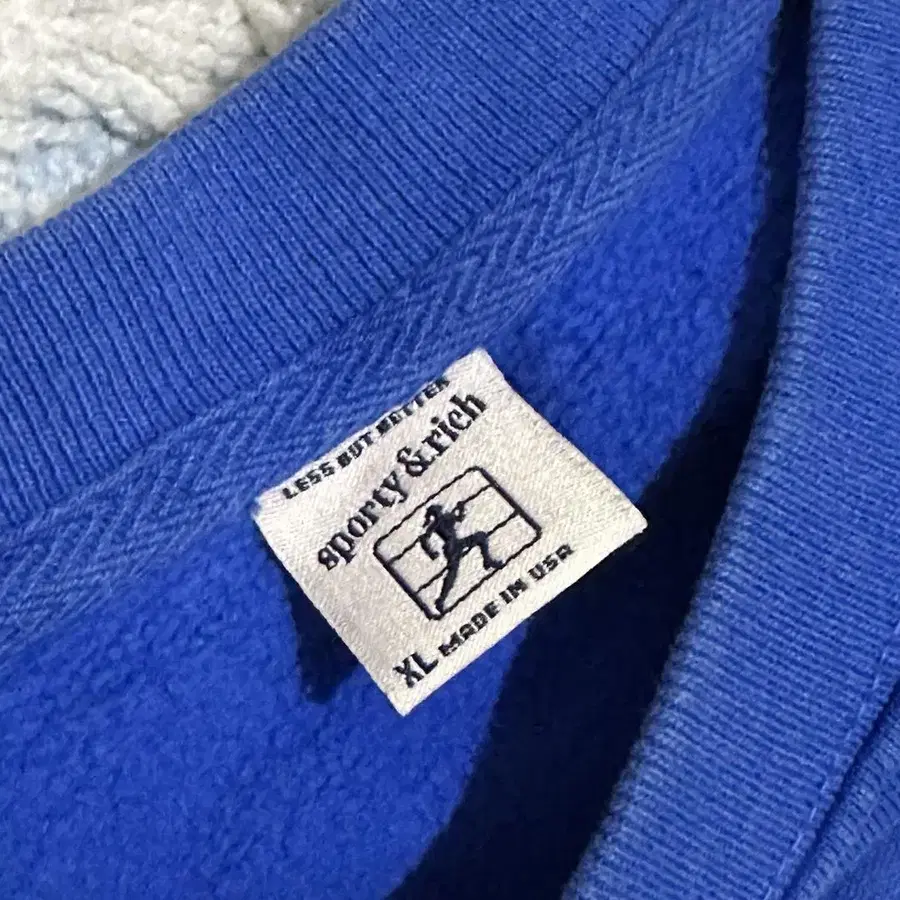 LESS BUT BETTER
sporty & rich
XL MADE IN USA